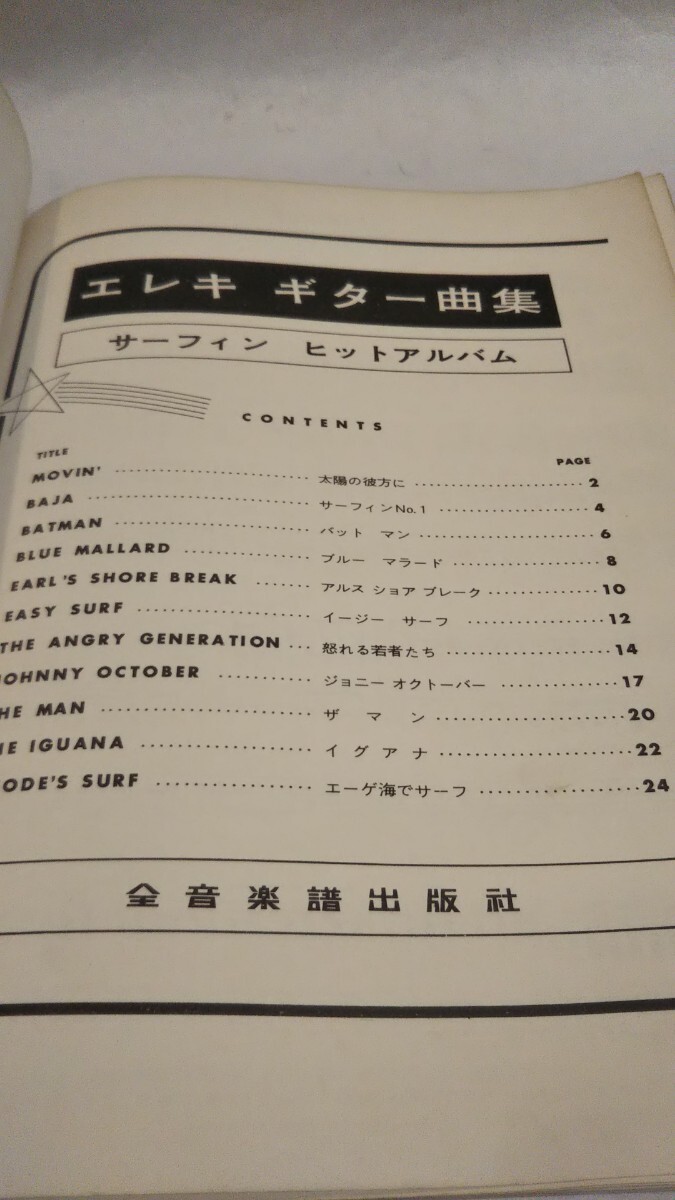 エレキ ギター曲集
サーフィン ヒットアルバム
CONTENTS
TITLE PAGE
MOVIN' 太陽の彼方に 2
BAJA サーフィンNo.1 4
BATMAN バット マン 6
BLUE MALLARD ブルー マラード 8
EARL'S SHORE BREAK アルス ショア ブレーク 10
EASY SURF イージー サーフ 12
THE ANGRY GENERATION 怒れる若者たち 14
JOHNNY OCTOBER ジョニー オクトーバー 17
HE MAN ザ マン 20
HE IGUANA イグアナ 22
ODE'S SURF エーゲ海でサーフ 24
全音楽譜出版社